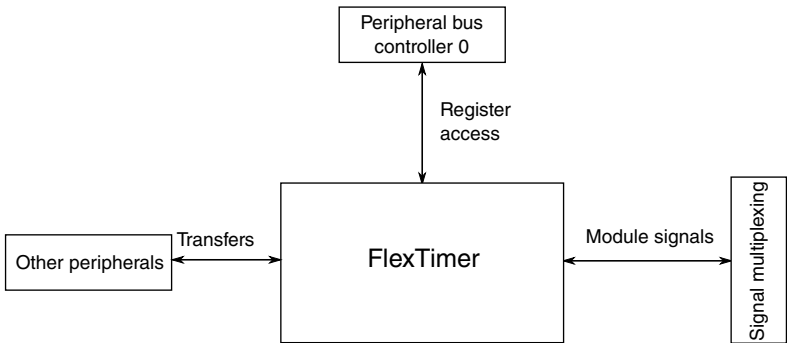 Peripheral bus
controller 0
Register
access
Other peripherals
Transfers
FlexTimer
Module signals
Signal multiplexing